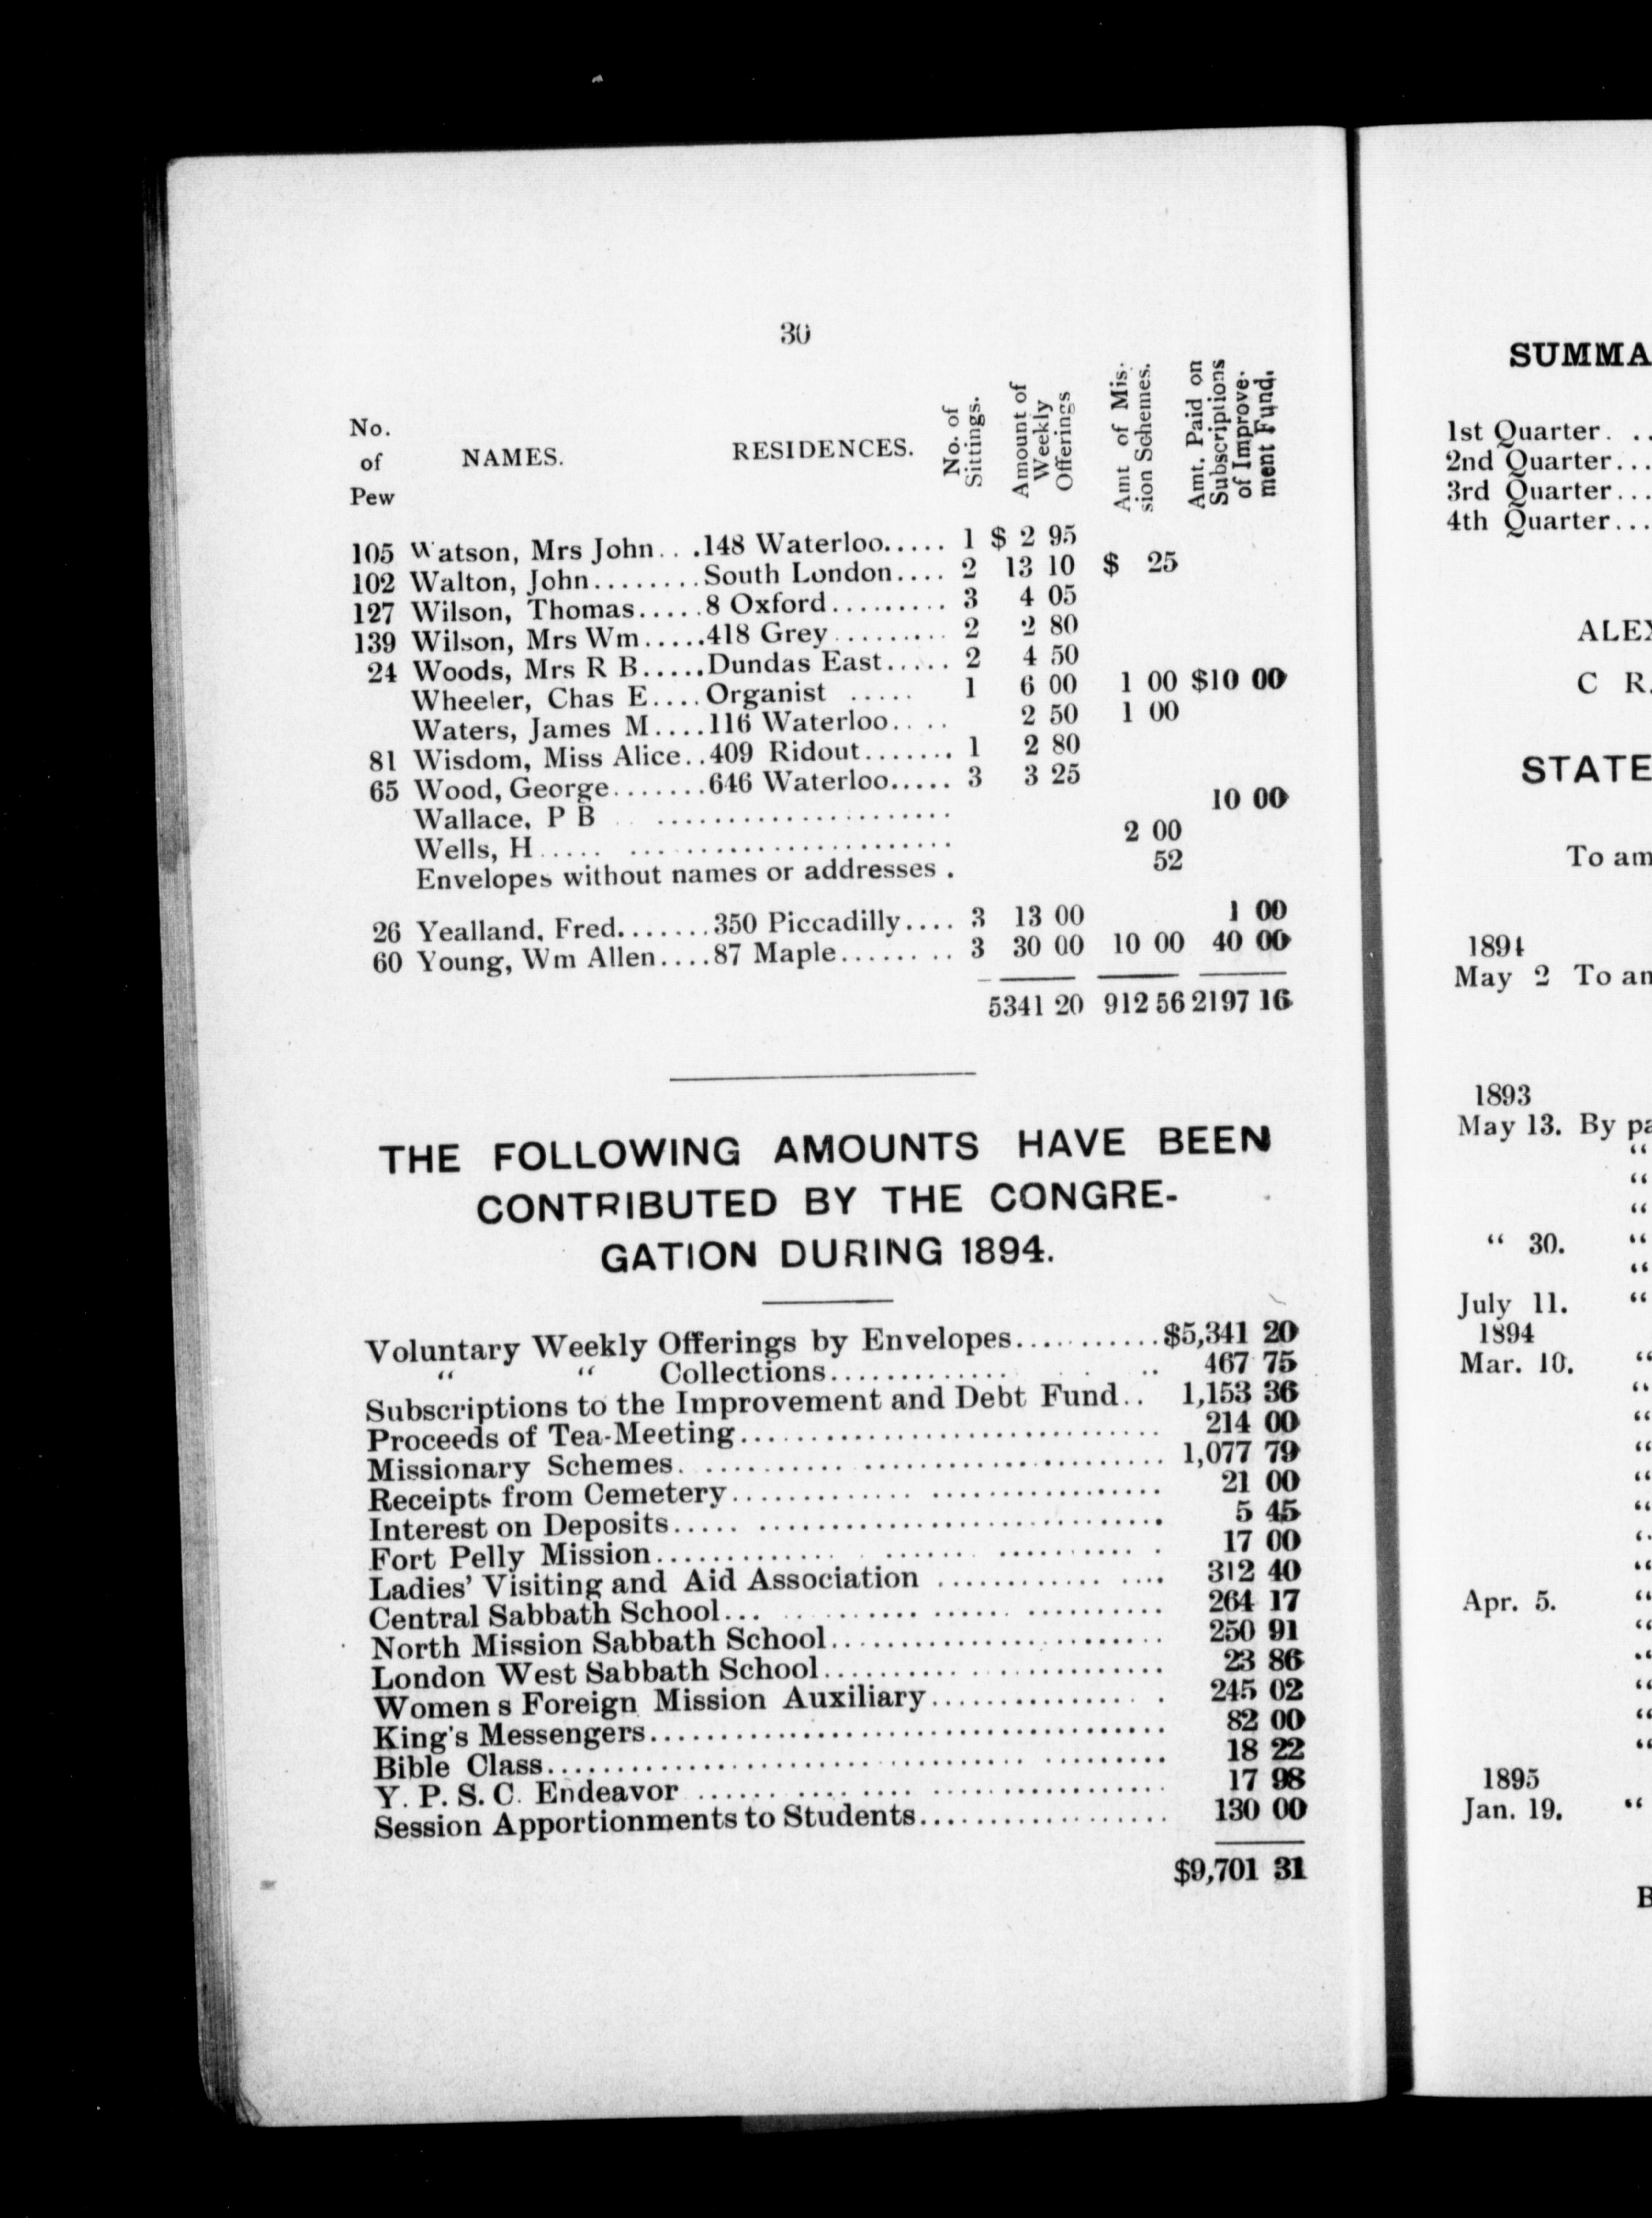 30
No. of Pew NAMES. RESIDENCES. No. of Sittings. Amount of Weekly Offerings Amt of Mis- sion Schemes. Amt. Paid on Subscriptions of Improve- ment Fund.
105 Watson, Mrs John. . .148 Waterloo..... 1 $ 2 95
102 Walton, John........South London.... 2 13 10 $ 25
127 Wilson, Thomas.....8 Oxford......... 3 4 05
139 Wilson, Mrs Wm.....418 Grey......... 2 2 80
24 Woods, Mrs R B.....Dundas East..... 2 4 50
Wheeler, Chas E....Organist ..... 1 6 00 1 00 $10 00
Waters, James M....116 Waterloo.... 2 50 1 00
81 Wisdom, Miss Alice..409 Ridout....... 1 2 80
65 Wood, George.......646 Waterloo..... 3 3 25
Wallace, P B ..................... 10 00
Wells, H..... ....................... 2 00
Envelopes without names or addresses . 52
26 Yealland, Fred.......350 Piccadilly.... 3 13 00 1 00
60 Young, Wm Allen....87 Maple........ 3 30 00 10 00 40 00
5341 20 912 56 2197 16
THE FOLLOWING AMOUNTS HAVE BEEN
CONTRIBUTED BY THE CONGRE-
GATION DURING 1894.
Voluntary Weekly Offerings by Envelopes...........$5,341 20
“ “ Collections............. .. 467 75
Subscriptions to the Improvement and Debt Fund.. 1,153 36
Proceeds of Tea-Meeting.............................. 214 00
Missionary Schemes. ........... ..................... 1,077 79
Receipts from Cemetery............. ................ 21 00
Interest on Deposits..... ............................. 5 45
Fort Pelly Mission............. ....... ........... . 17 00
Ladies’ Visiting and Aid Association ............ .... 312 40
Central Sabbath School... .......... ...... .......... 264 17
North Mission Sabbath School........................ 250 91
London West Sabbath School........................ 23 86
Women s Foreign Mission Auxiliary................ . 245 02
King's Messengers..................................... 82 00
Bible Class.................................. ......... 18 22
Y. P. S. C. Endeavor ............... ................. 17 98
Session Apportionments to Students.................. 130 00
$9,701 31
SUMMA
1st Quarter. ..
2nd Quarter...
3rd Quarter...
4th Quarter...
ALEX
C R.
STATE
To am
1894
May 2 To am
1893
May 13. By pa
“
“
“
“ 30. “
“
July 11. “
1894
Mar. 10. “
“
“
“
“
“
“
“
Apr. 5. “
“
“
“
“
“
1895
Jan. 19. “
B